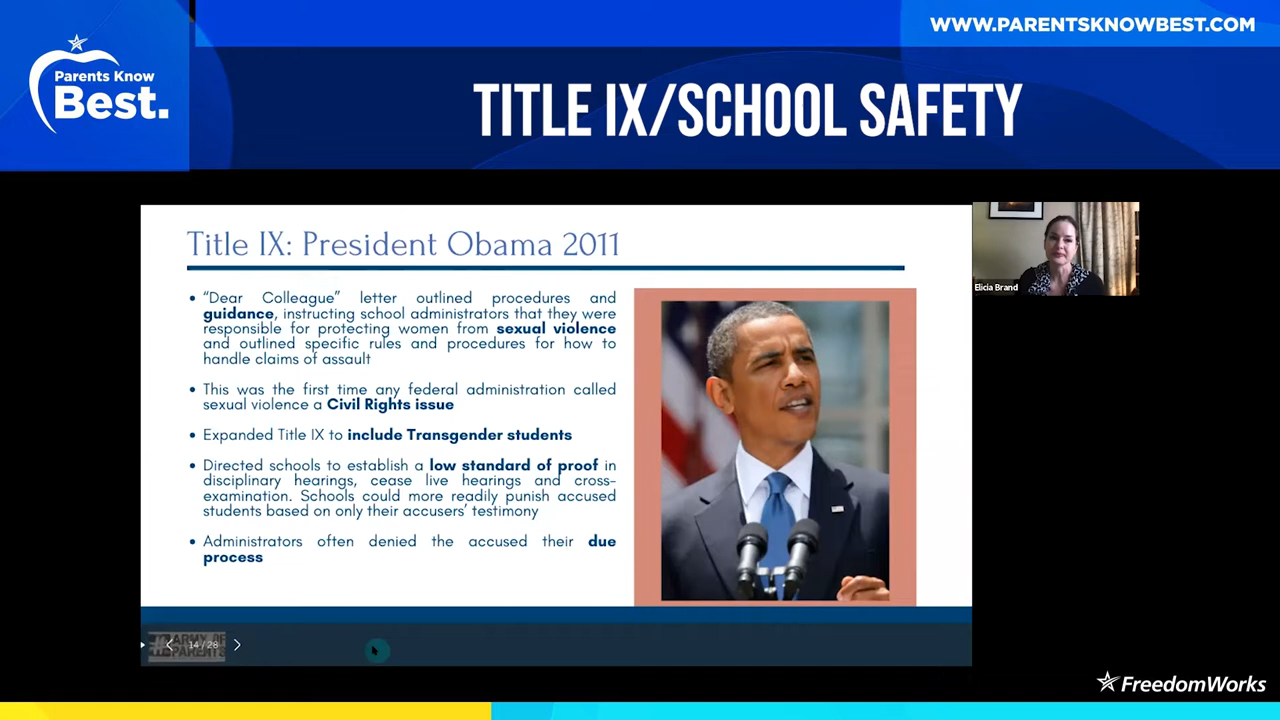 WWW.PARENTSKNOWBEST.COM
Parents Know
Best.
TITLE IX/SCHOOL SAFETY
Title IX: President Obama 2011
• “Dear Colleague” letter outlined procedures and
guidance, instructing school administrators that they were
responsible for protecting women from sexual violence
and outlined specific rules and procedures for how to
handle claims of assault
• This was the first time any federal administration called
sexual violence a Civil Rights issue
• Expanded Title IX to include Transgender students
• Directed schools to establish a low standard of proof in
disciplinary hearings, cease live hearings and cross-
examination. Schools could more readily punish accused
students based on only their accusers’ testimony
• Administrators often denied the accused their due
process
Elicia Brand
ARMY OF
PARENTS
14 / 28
FreedomWorks